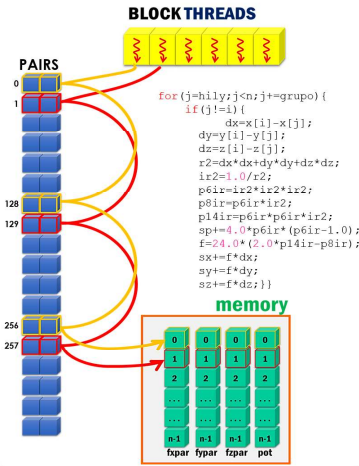 BLOCK THREADS
PAIRS
0
1
128
129
256
257
for(j=hily;j<n;j+=grupo){
if(j!=i){
dx=x[i]-x[j];
dy=y[i]-y[j];
dz=z[i]-z[j];
r2=dx*dx+dy*dy+dz*dz;
ir2=1.0/r2;
p6ir=ir2*ir2*ir2;
p8ir=p6ir*ir2;
p14ir=p6ir*p6ir*ir2;
sp+=4.0*p6ir*(p6ir-1.0);
f=24.0*(2.0*p14ir-p8ir);
sx+=f*dx;
sy+=f*dy;
sz+=f*dz;}}
memory
0 0 0 0
1 1 1 1
2 2 2 2
... ... ... ...
... ... ... ...
n-1 n-1 n-1 n-1
fxpar fypar fzpar pot